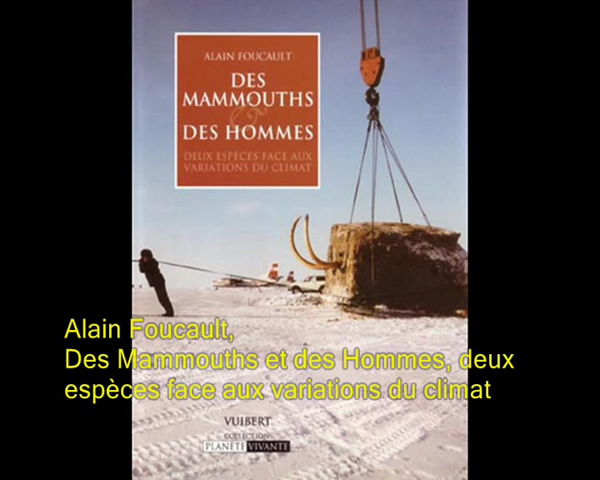 ALAIN FOUCAULT
DES
MAMMOUTHS
&
DES HOMMES
DEUX ESPÈCES FACE AUX
VARIATIONS DU CLIMAT
Alain Foucault,
Des Mammouths et des Hommes, deux
espèces face aux variations du climat
VUIBERT
COLLECTION
PLANÈTE VIVANTE